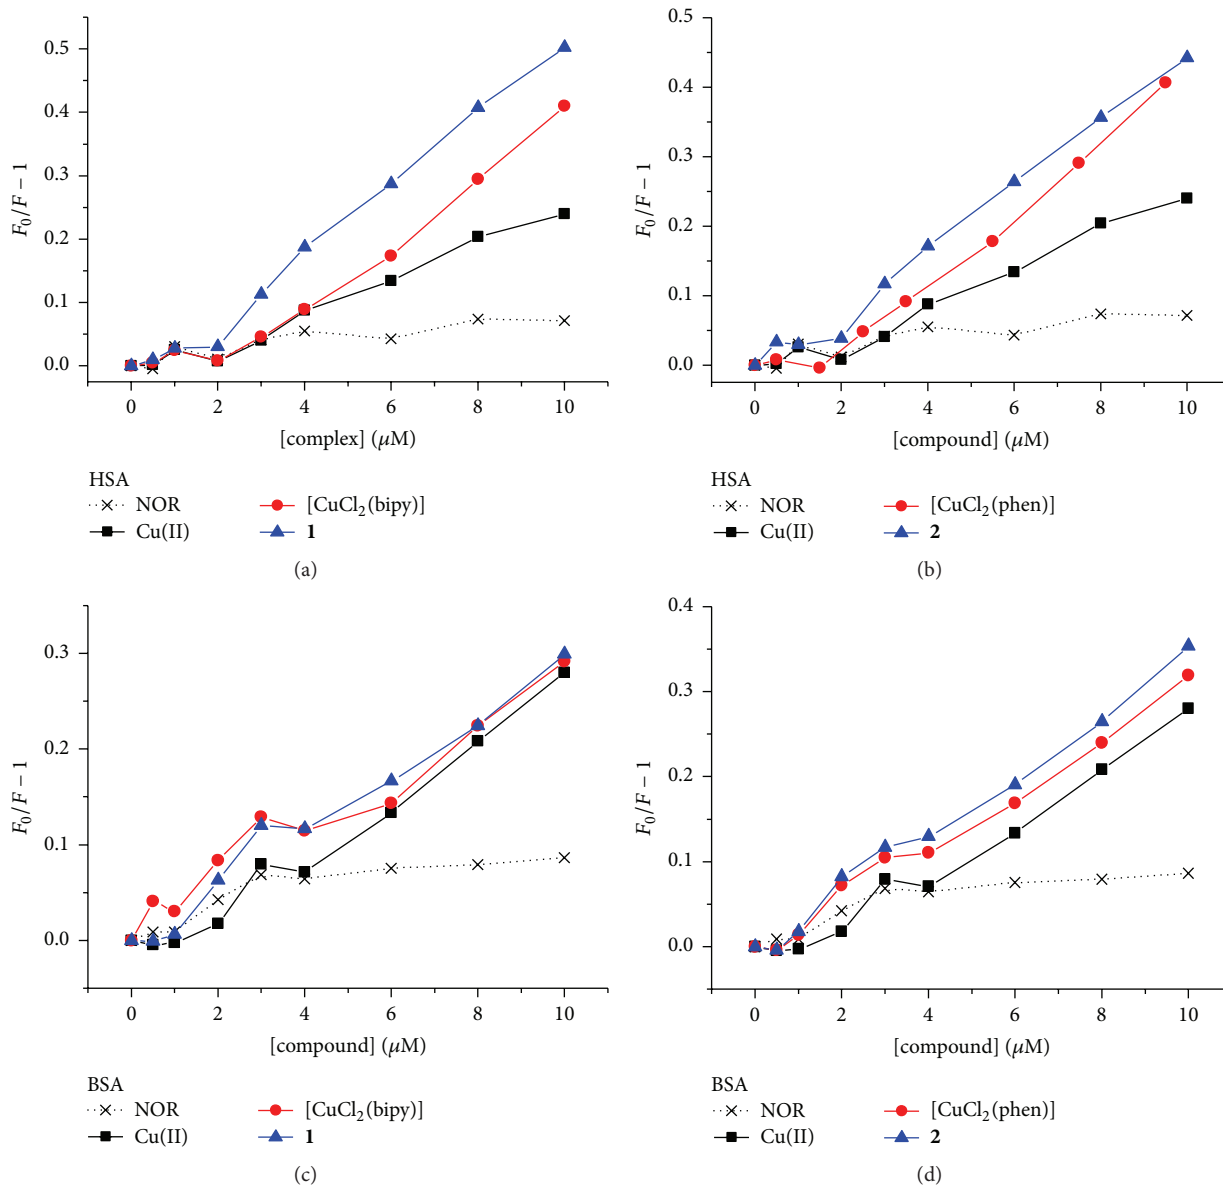 0.5
0.4
0.3
0.2
0.1
0.0
F₀/F − 1
0 2 4 6 8 10
[complex] (μM)
HSA
NOR [CuCl₂(bipy)]
Cu(II) 1
(a)
0.5
0.4
0.3
0.2
0.1
0.0
F₀/F − 1
0 2 4 6 8 10
[compound] (μM)
HSA
NOR [CuCl₂(phen)]
Cu(II) 2
(b)
0.3
0.2
0.1
0.0
F₀/F − 1
0 2 4 6 8 10
[compound] (μM)
BSA
NOR [CuCl₂(bipy)]
Cu(II) 1
(c)
0.4
0.3
0.2
0.1
0.0
F₀/F − 1
0 2 4 6 8 10
[compound] (μM)
BSA
NOR [CuCl₂(phen)]
Cu(II) 2
(d)